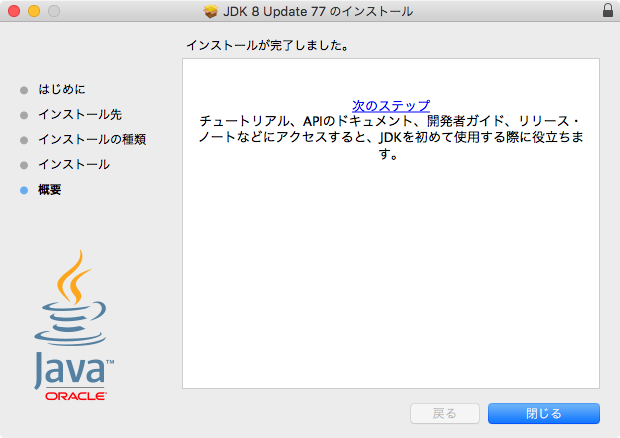 JDK 8 Update 77 のインストール
インストールが完了しました。
はじめに
インストール先
インストールの種類
インストール
概要
次のステップ
チュートリアル、APIのドキュメント、開発者ガイド、リリース・
ノートなどにアクセスすると、JDKを初めて使用する際に役立ちま
す。
Java™
ORACLE
戻る
閉じる